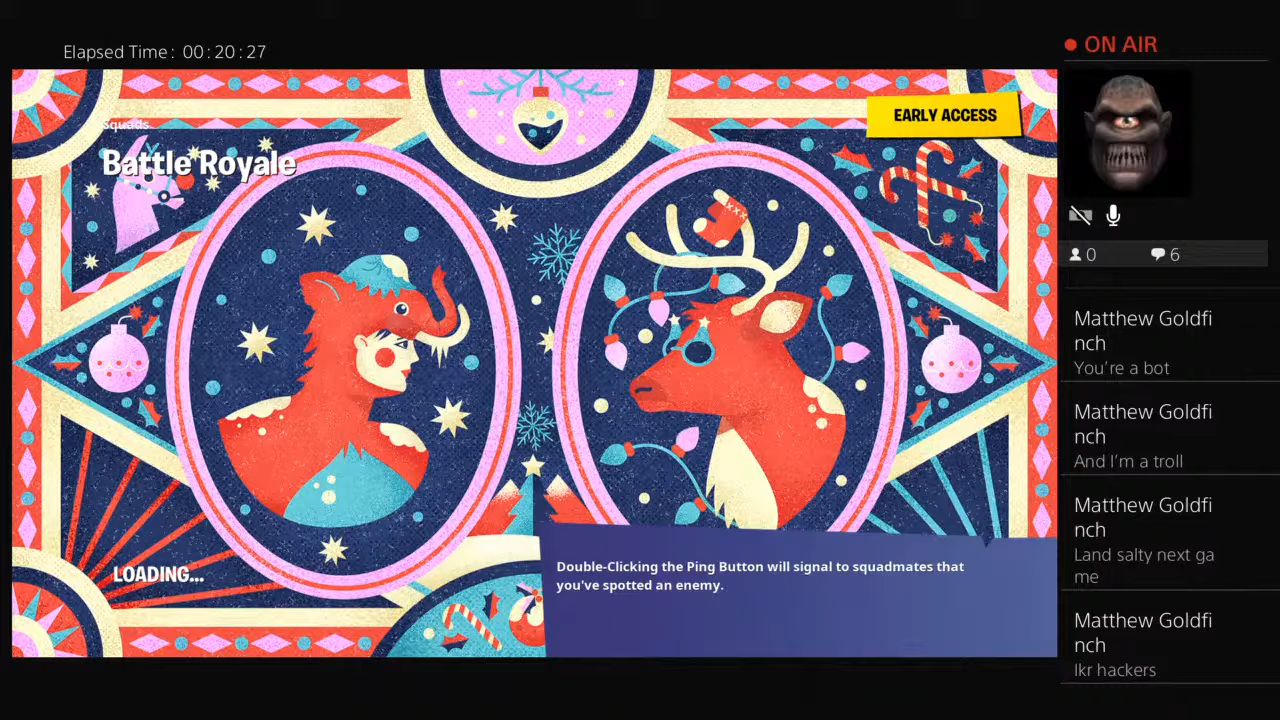 Elapsed Time: 00:20:27
ON AIR
Squads
Battle Royale
EARLY ACCESS
0
6
Matthew Goldfi
nch
You're a bot
Matthew Goldfi
nch
And I'm a troll
Matthew Goldfi
nch
Land salty next ga
me
Matthew Goldfi
nch
Ikr hackers
LOADING...
Double-Clicking the Ping Button will signal to squadmates that
you've spotted an enemy.